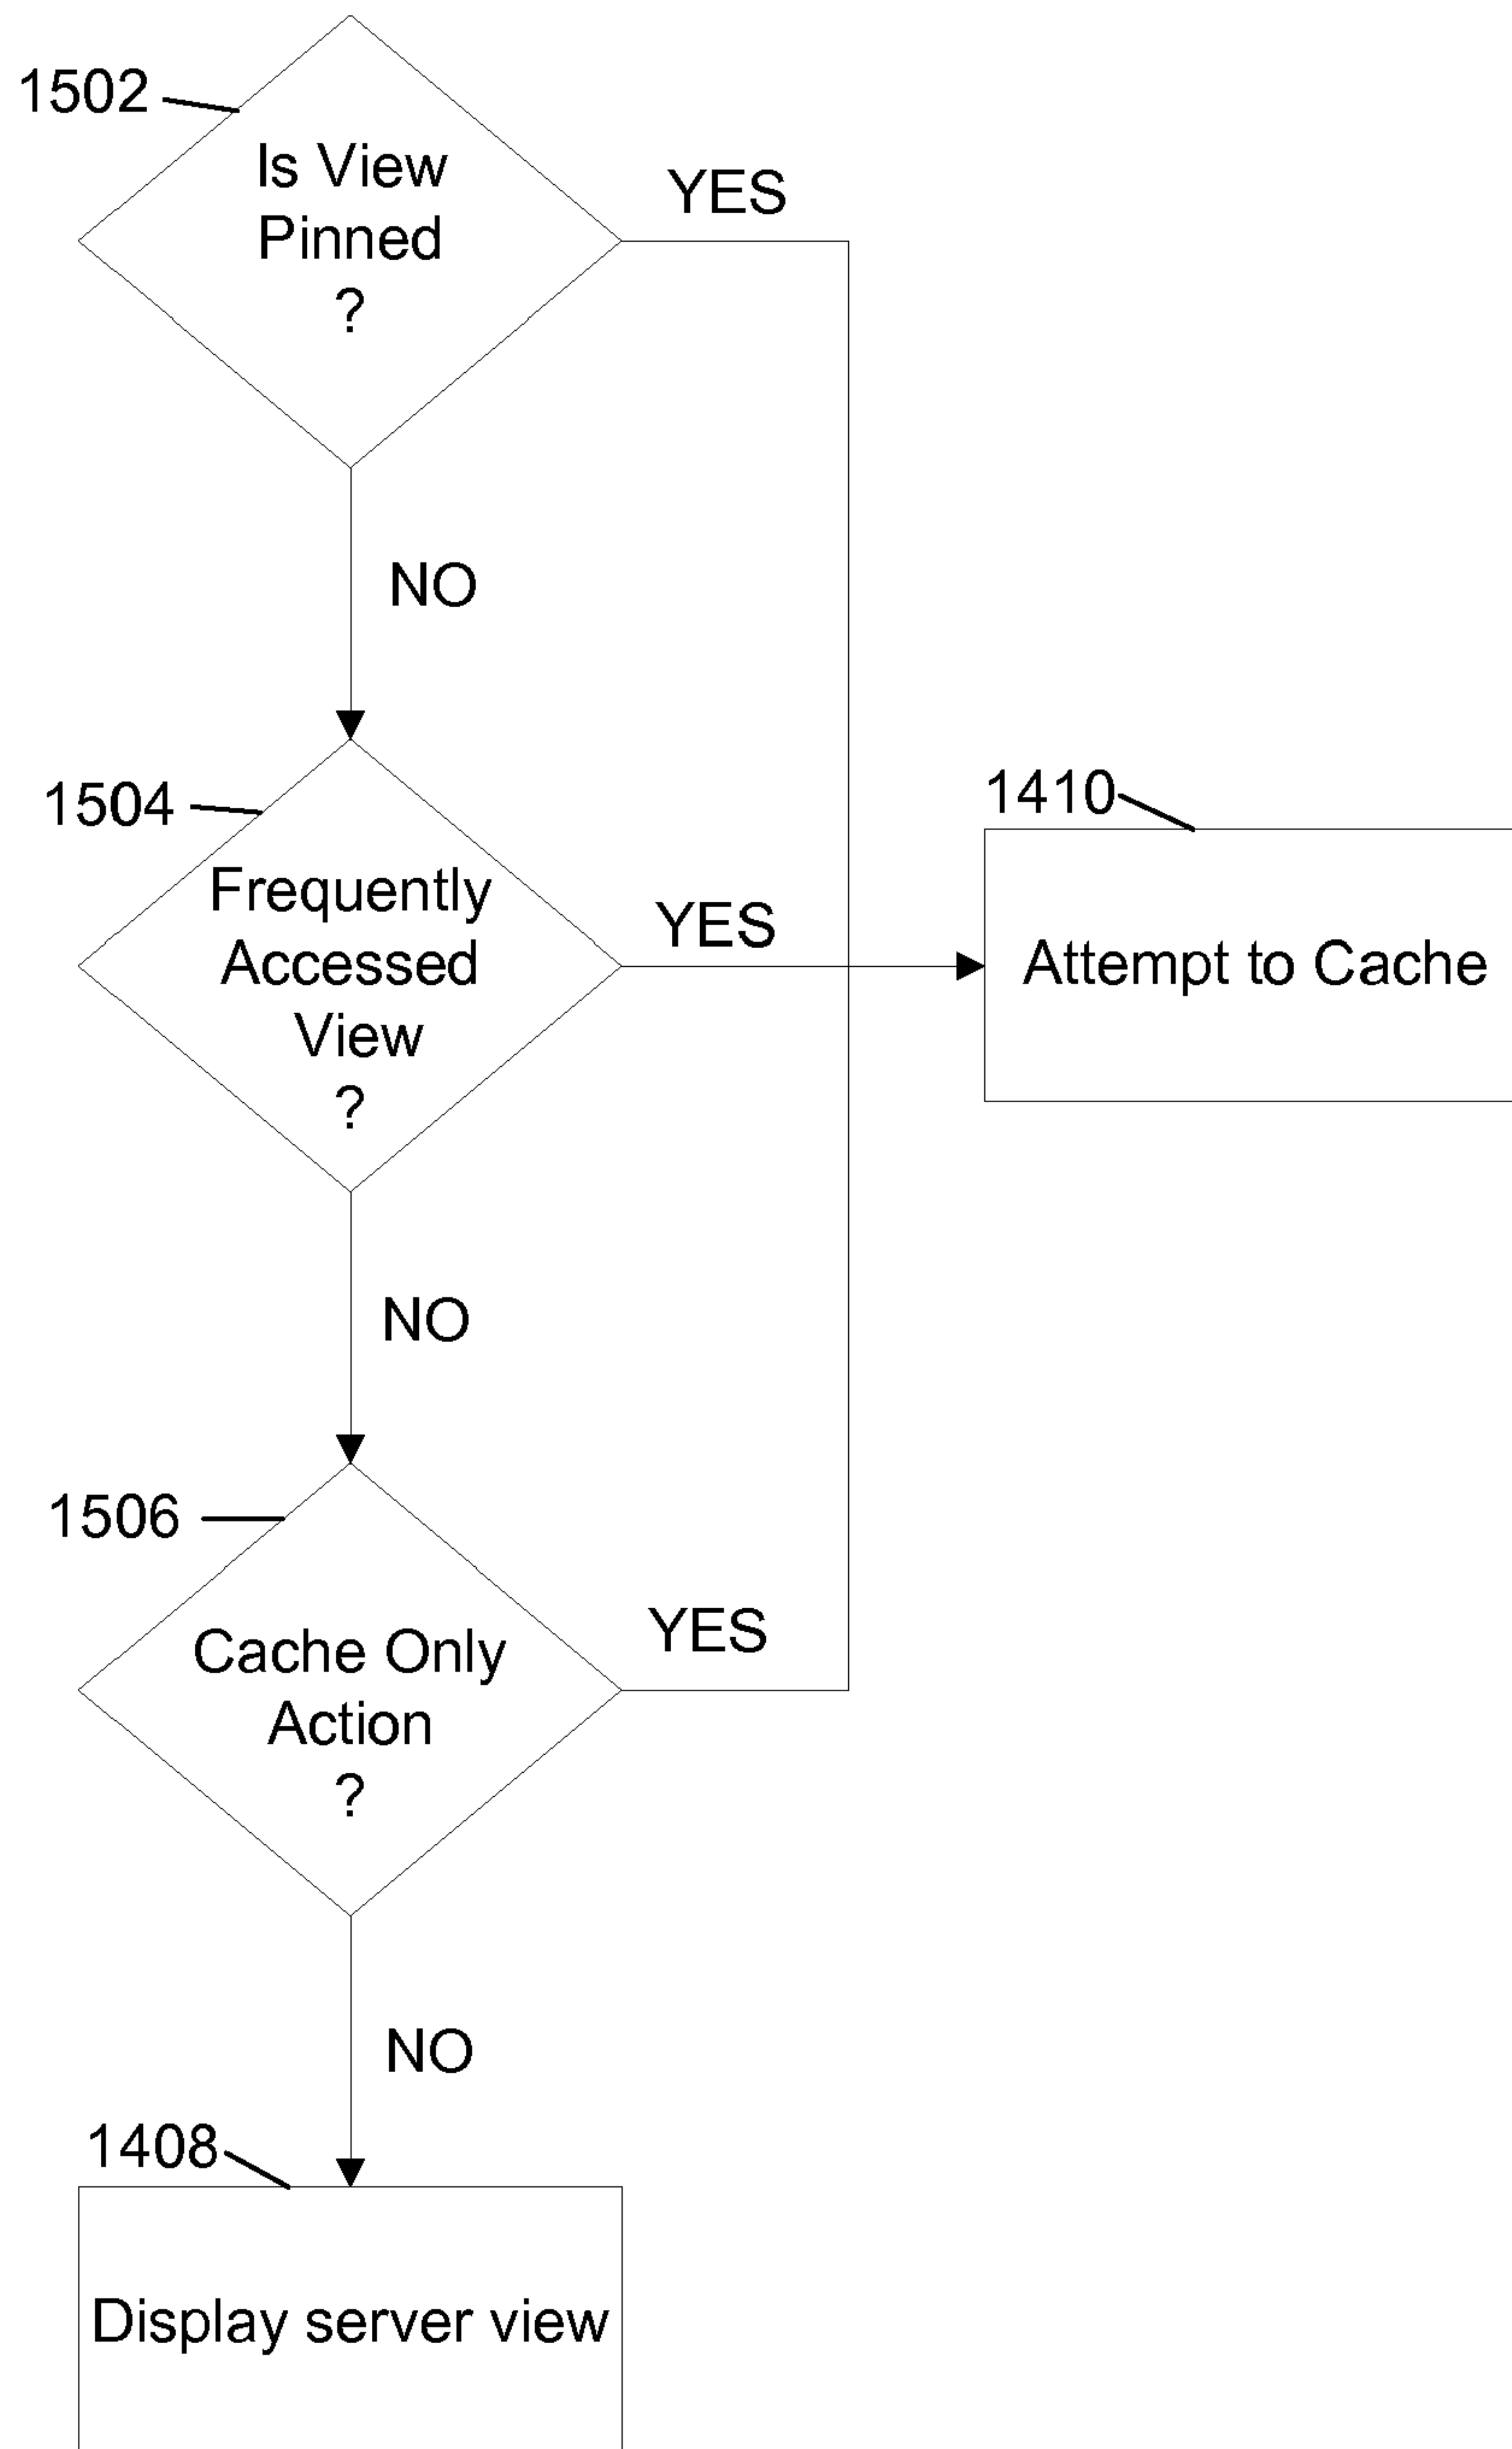 1502
Is View
Pinned
?
YES
NO
1504
Frequently
Accessed
View
?
YES
1410
Attempt to Cache
NO
1506
Cache Only
Action
?
YES
NO
1408
Display server view